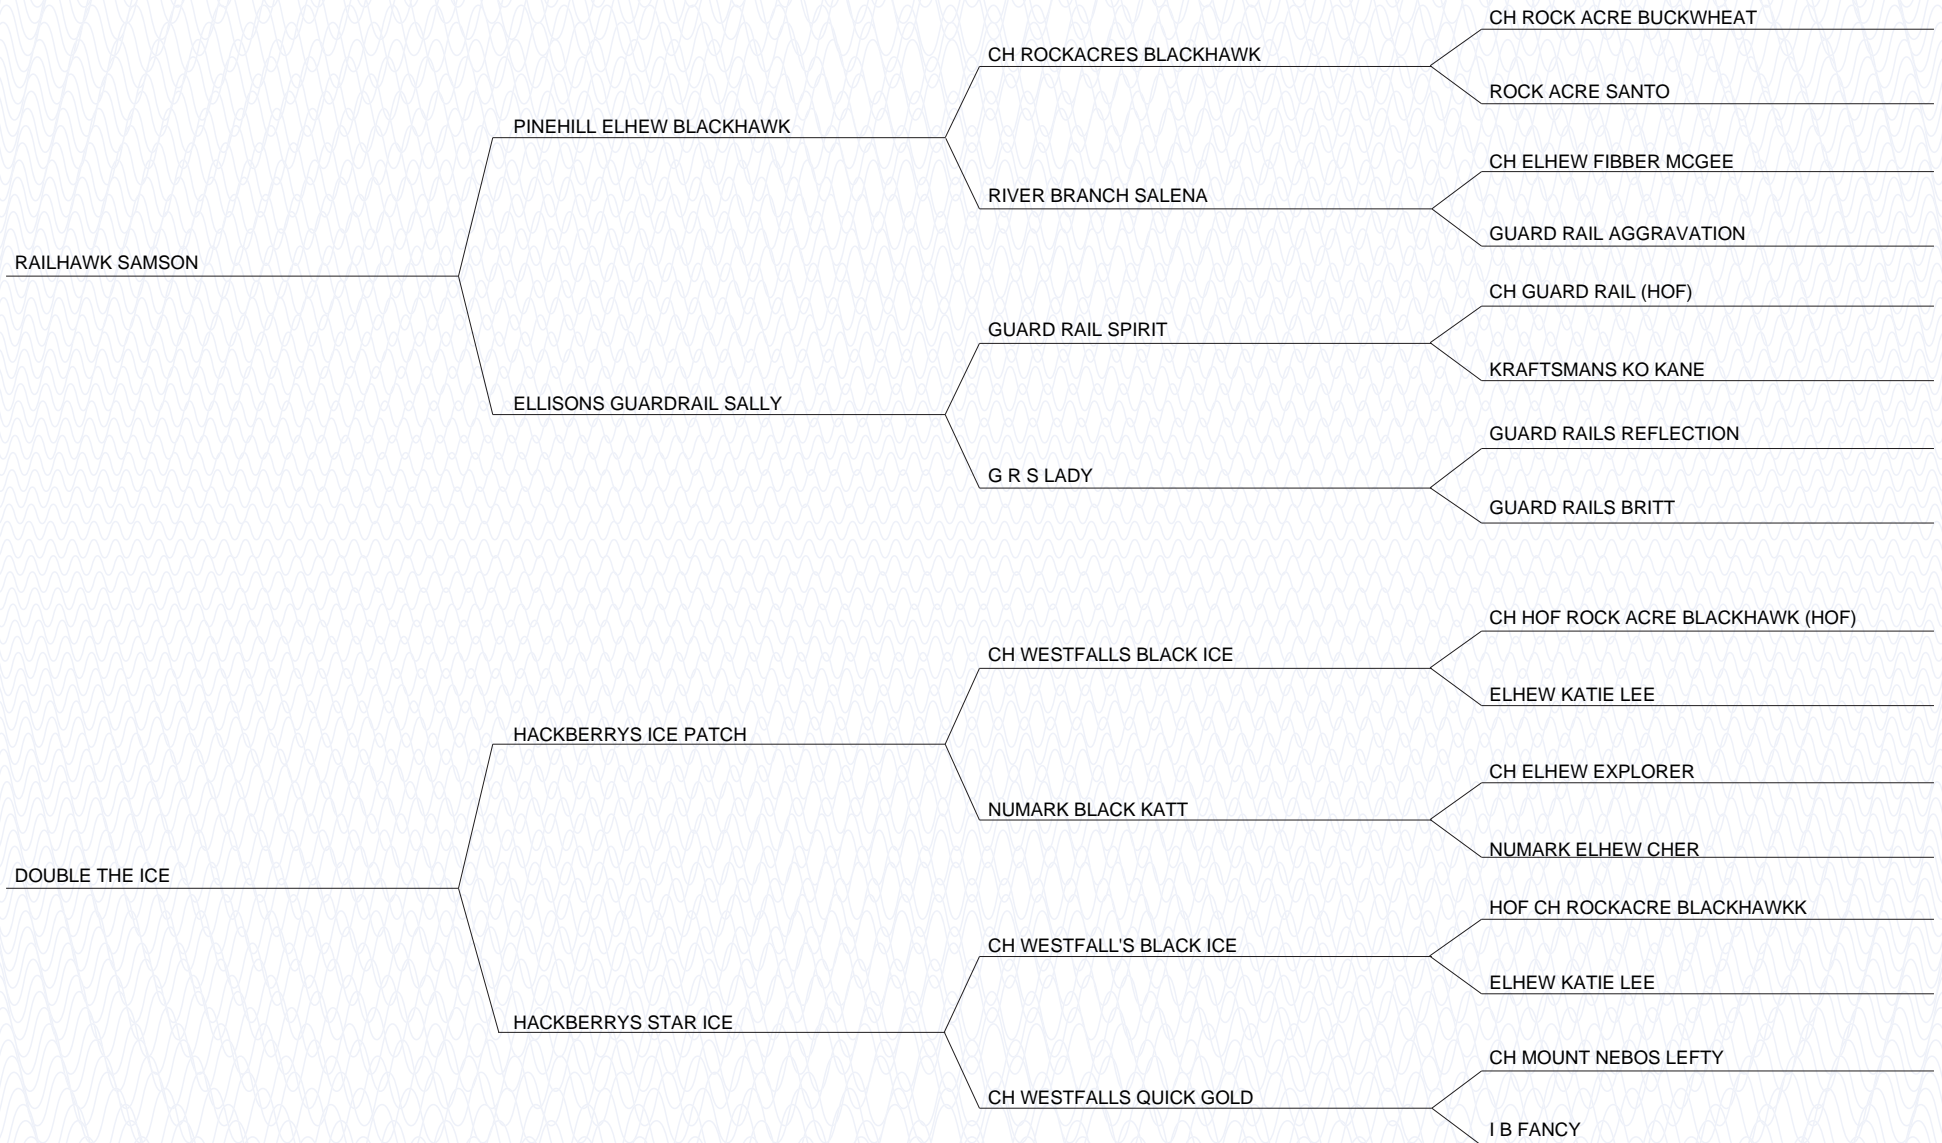 CH ROCK ACRE BUCKWHEAT
CH ROCKACRES BLACKHAWK
ROCK ACRE SANTO
PINEHILL ELHEW BLACKHAWK
CH ELHEW FIBBER MCGEE
RIVER BRANCH SALENA
GUARD RAIL AGGRAVATION
RAILHAWK SAMSON
CH GUARD RAIL (HOF)
GUARD RAIL SPIRIT
KRAFTSMANS KO KANE
ELLISONS GUARDRAIL SALLY
GUARD RAILS REFLECTION
G R S LADY
GUARD RAILS BRITT
CH HOF ROCK ACRE BLACKHAWK (HOF)
CH WESTFALLS BLACK ICE
ELHEW KATIE LEE
HACKBERRYS ICE PATCH
CH ELHEW EXPLORER
NUMARK BLACK KATT
NUMARK ELHEW CHER
DOUBLE THE ICE
HOF CH ROCKACRE BLACKHAWKK
CH WESTFALL'S BLACK ICE
ELHEW KATIE LEE
HACKBERRYS STAR ICE
CH MOUNT NEBOS LEFTY
CH WESTFALLS QUICK GOLD
I B FANCY